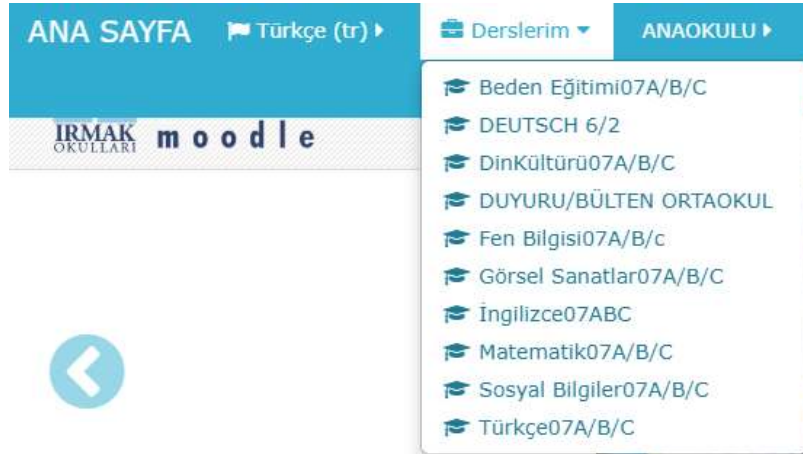 ANA SAYFA Türkçe (tr) Derslerim ANAOKULU
IRMAK OKULLARI moodle
Beden Eğitimi07A/B/C
DEUTSCH 6/2
DinKültürü07A/B/C
DUYURU/BÜLTEN ORTAOKUL
Fen Bilgisi07A/B/c
Görsel Sanatlar07A/B/C
İngilizce07ABC
Matematik07A/B/C
Sosyal Bilgiler07A/B/C
Türkçe07A/B/C